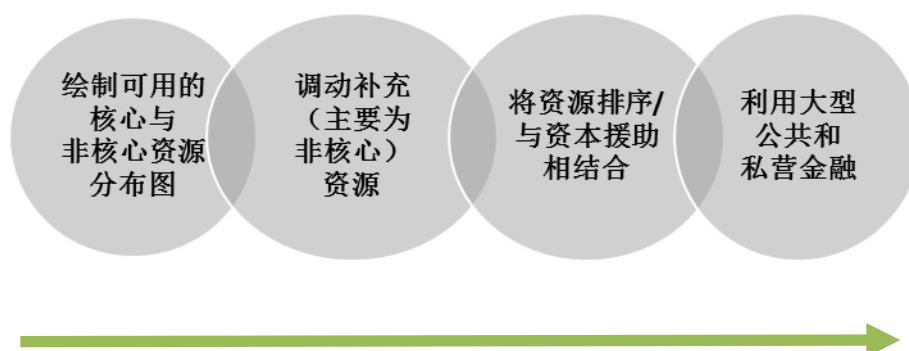 绘制可用的
核心与
非核心资源
分布图
调动补充
（主要为
非核心）
资源
将资源排序/
与资本援助
相结合
利用大型
公共和
私营金融